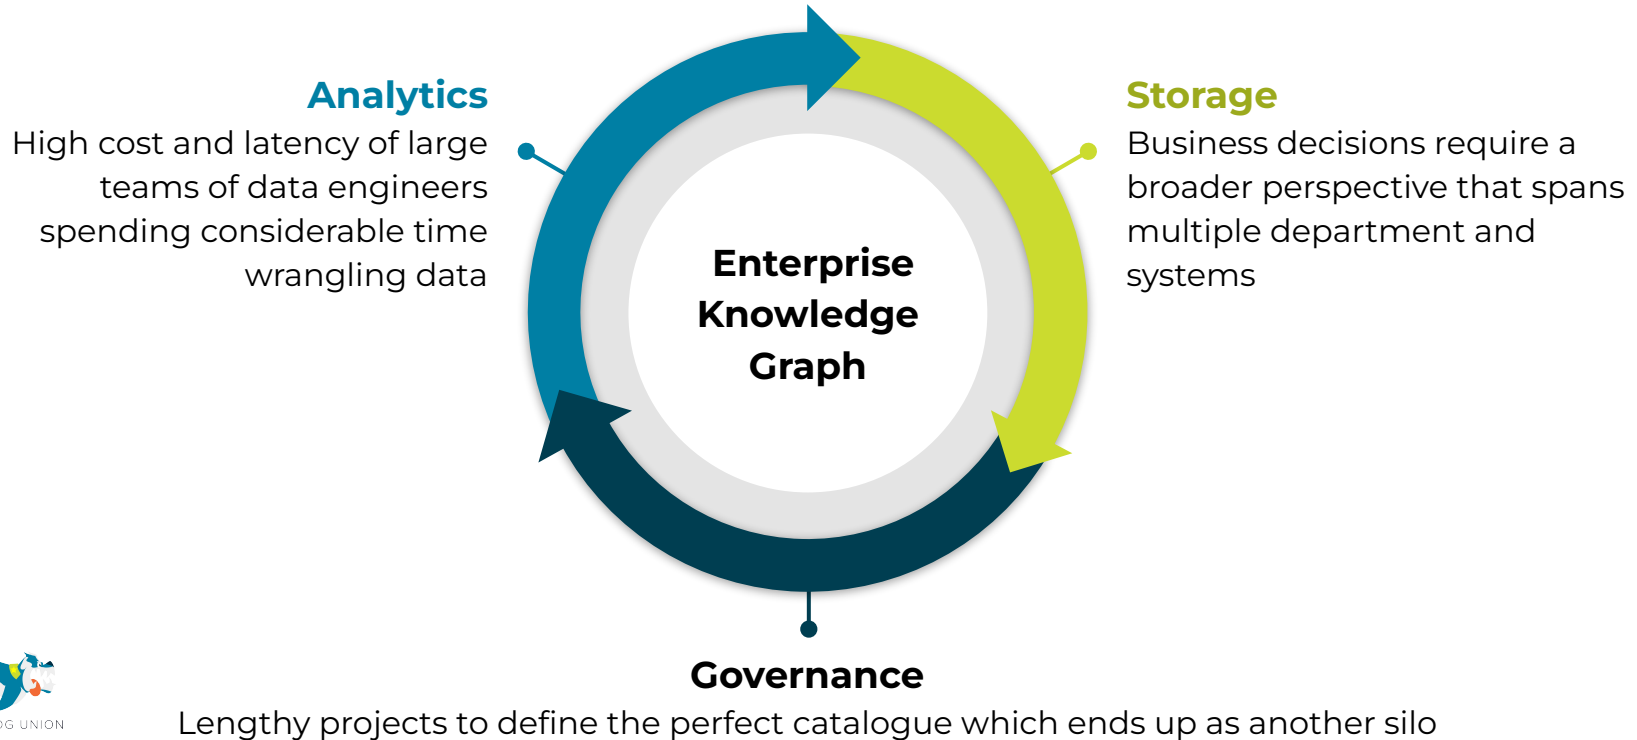 Analytics
High cost and latency of large
teams of data engineers
spending considerable time
wrangling data
Storage
Business decisions require a
broader perspective that spans
multiple department and
systems
Enterprise
Knowledge
Graph
Governance
Lengthy projects to define the perfect catalogue which ends up as another silo
UNION